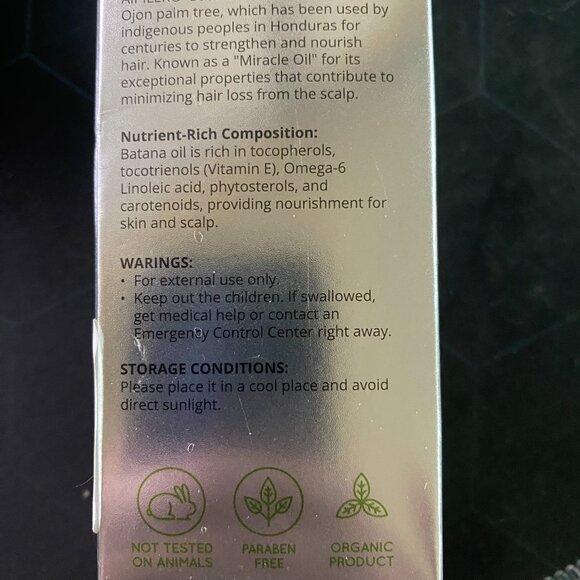 Ojon palm tree, which has been used by
indigenous peoples in Honduras for
centuries to strengthen and nourish
hair. Known as a "Miracle Oil" for its
exceptional properties that contribute to
minimizing hair loss from the scalp.
Nutrient-Rich Composition:
Batana oil is rich in tocopherols,
tocotrienols (Vitamin E), Omega-6
Linoleic acid, phytosterols, and
carotenoids, providing nourishment for
skin and scalp.
WARINGS:
• For external use only.
• Keep out the children. If swallowed,
get medical help or contact an
Emergency Control Center right away.
STORAGE CONDITIONS:
Please place it in a cool place and avoid
direct sunlight.
NOT TESTED
ON ANIMALS
PARABEN
FREE
ORGANIC
PRODUCT